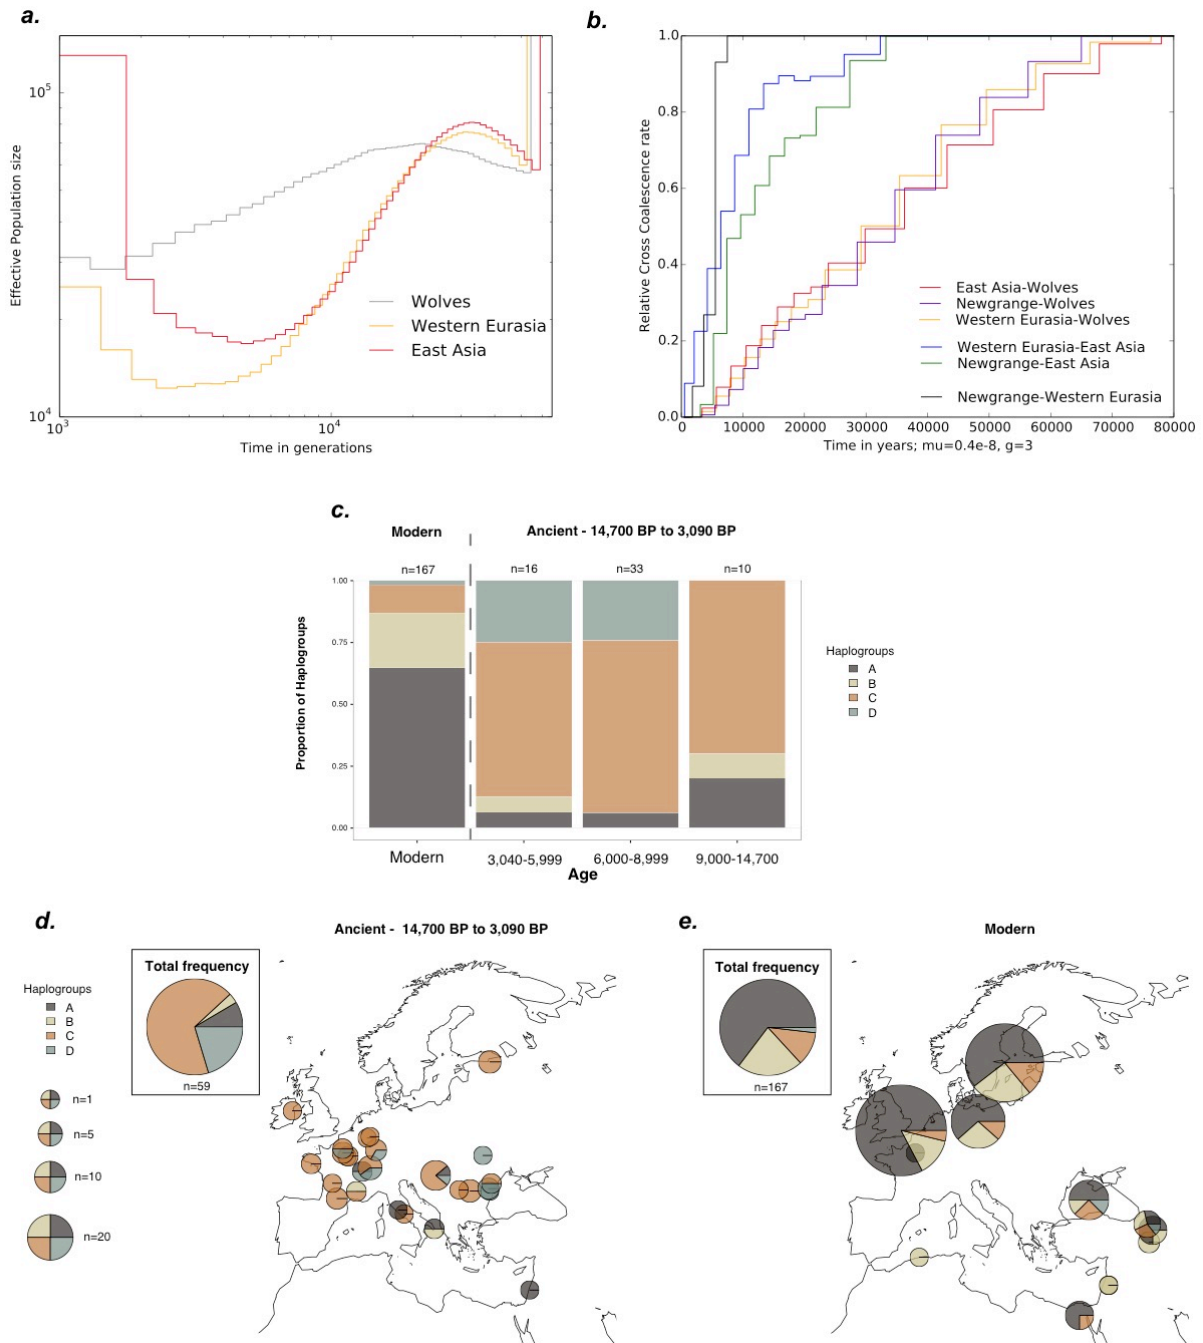 a.
Effective Population size
10^5
10^4
10^3
10^4
Time in generations
Wolves
Western Eurasia
East Asia
b.
Relative Cross Coalescence rate
1.0
0.8
0.6
0.4
0.2
0.0
0 10000 20000 30000 40000 50000 60000 70000 80000
Time in years; mu=0.4e-8, g=3
East Asia-Wolves
Newgrange-Wolves
Western Eurasia-Wolves
Western Eurasia-East Asia
Newgrange-East Asia
Newgrange-Western Eurasia
c.
Modern
Ancient - 14,700 BP to 3,090 BP
n=167 n=16 n=33 n=10
Proportion of Haplogroups
1.00
0.75
0.50
0.25
0.00
Modern 3,040-5,999 6,000-8,999 9,000-14,700
Age
Haplogroups
A
B
C
D
d.
Ancient - 14,700 BP to 3,090 BP
Total frequency
n=59
Haplogroups
A
B
C
D
n=1
n=5
n=10
n=20
e.
Modern
Total frequency
n=167